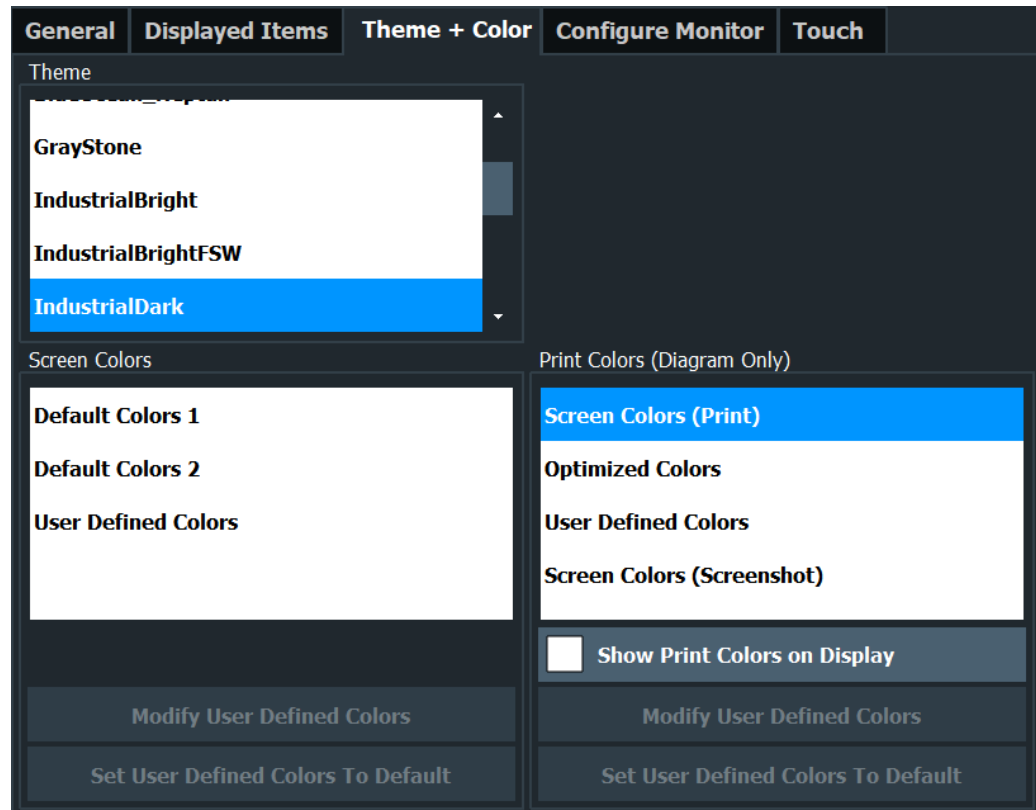 General Displayed Items Theme + Color Configure Monitor Touch
Theme
GrayStone
IndustrialBright
IndustrialBrightFSW
IndustrialDark
Screen Colors
Default Colors 1
Default Colors 2
User Defined Colors
Print Colors (Diagram Only)
Screen Colors (Print)
Optimized Colors
User Defined Colors
Screen Colors (Screenshot)
Show Print Colors on Display
Modify User Defined Colors
Set User Defined Colors To Default
Modify User Defined Colors
Set User Defined Colors To Default